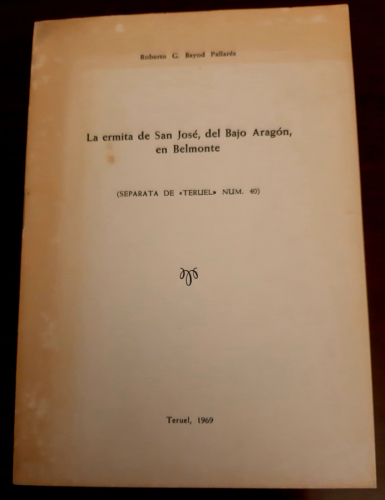 Roberto G. Bayod Pallarés
La ermita de San José, del Bajo Aragón,
en Belmonte
(SEPARATA DE «TERUEL» NUM. 40)
Teruel, 1969